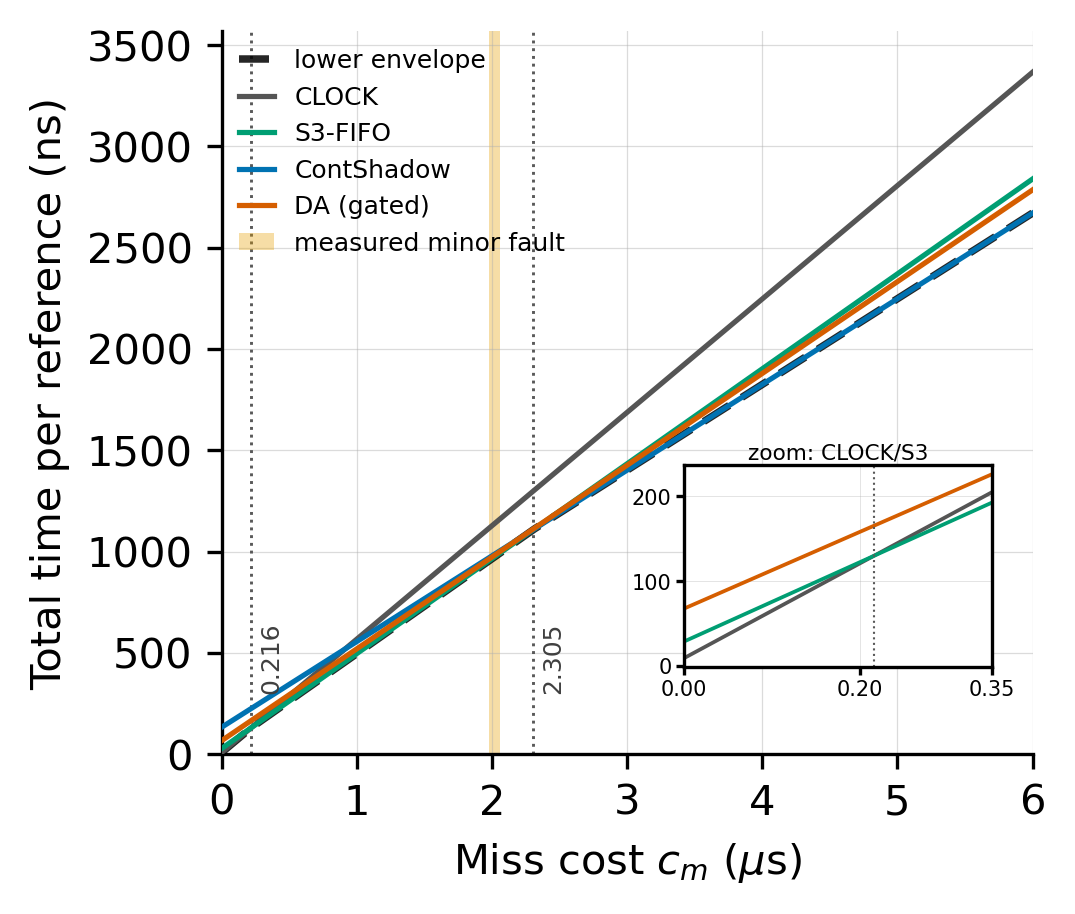 3500
3000
2500
2000
1500
1000
500
0
Total time per reference (ns)
lower envelope
CLOCK
S3-FIFO
ContShadow
DA (gated)
measured minor fault
0.216
2.305
zoom: CLOCK/S3
200
100
0
0.00 0.20 0.35
0 1 2 3 4 5 6
Miss cost cₘ (μs)